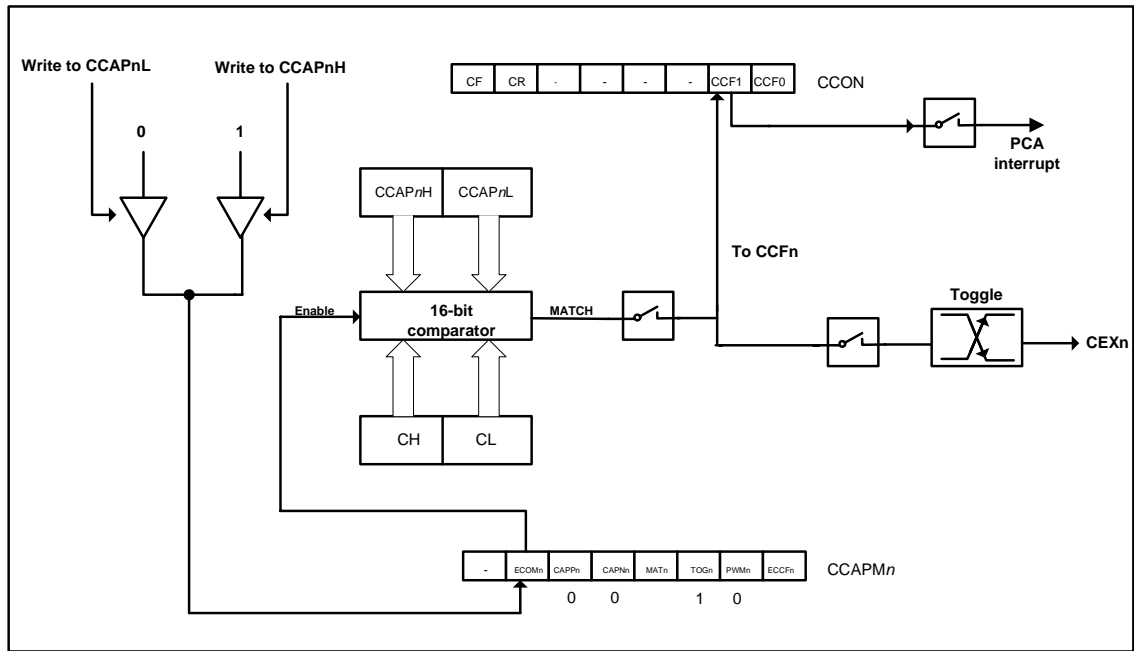 Write to CCAPnL
Write to CCAPnH
0
1
CF CR - - - - CCF1 CCF0 CCON
PCA
interrupt
CCAPnH CCAPnL
To CCFn
Enable
16-bit
comparator
MATCH
Toggle
CEXn
CH CL
- ECOMn CAPPn CAPNn MATn TOGn PWMn ECCFn CCAPMn
0 0 1 0